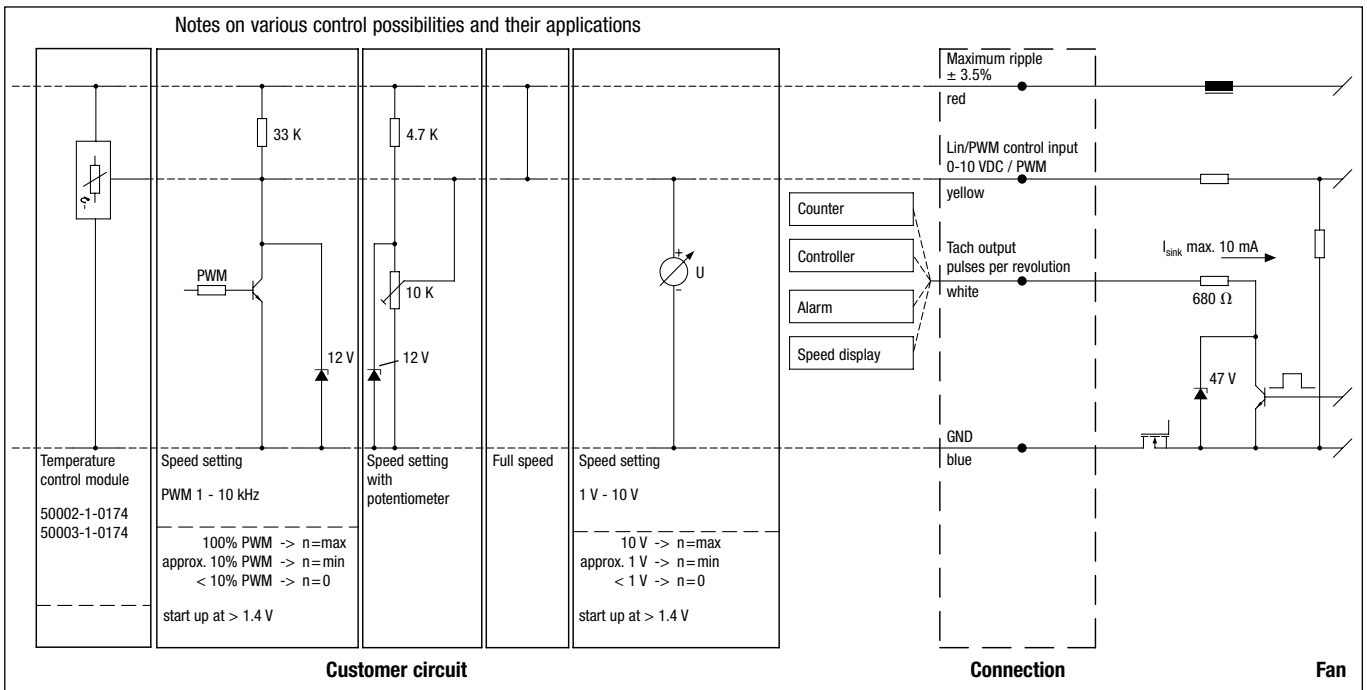 Notes on various control possibilities and their applications
33 K
PWM
12 V
4.7 K
10 K
12 V
+
U
–
Counter
Controller
Alarm
Speed display
Maximum ripple
± 3.5%
red
Lin/PWM control input
0-10 VDC / PWM
yellow
Tach output
pulses per revolution
white
GND
blue
Isink max. 10 mA
680 Ω
47 V
Temperature
control module
50002-1-0174
50003-1-0174
Speed setting
PWM 1 - 10 kHz
100% PWM -> n=max
approx. 10% PWM -> n=min
< 10% PWM -> n=0
start up at > 1.4 V
Speed setting
with
potentiometer
Full speed
Speed setting
1 V - 10 V
10 V -> n=max
approx. 1 V -> n=min
< 1 V -> n=0
start up at > 1.4 V
Customer circuit
Connection
Fan